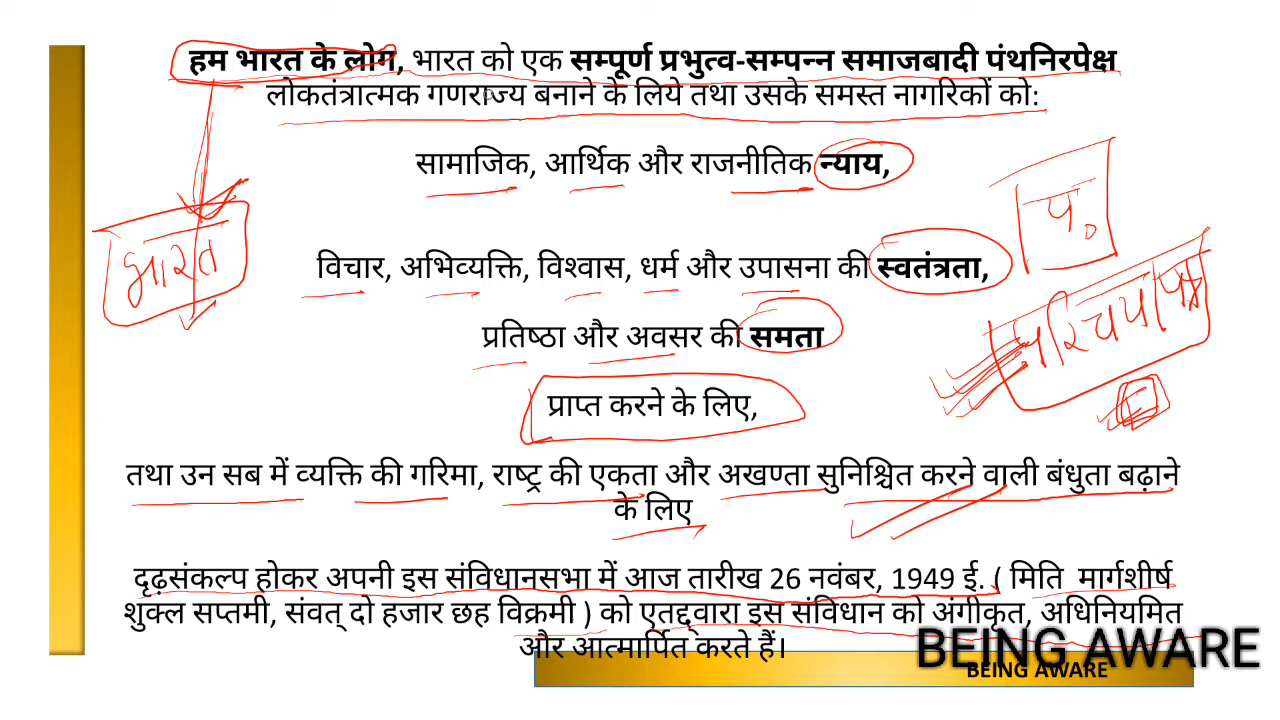 हम भारत के लोग, भारत को एक सम्पूर्ण प्रभुत्व-सम्पन्न समाजबादी पंथनिरपेक्ष
लोकतंत्रात्मक गणराज्य बनाने के लिये तथा उसके समस्त नागरिकों को:
सामाजिक, आर्थिक और राजनीतिक न्याय,
प.
विचार, अभिव्यक्ति, विश्वास, धर्म और उपासना की स्वतंत्रता,
भारत
प्रतिष्ठा और अवसर की समता
परिचय पत्र
प्राप्त करने के लिए,
तथा उन सब में व्यक्ति की गरिमा, राष्ट्र की एकता और अखण्ता सुनिश्चित करने वाली बंधुता बढ़ाने
के लिए
दृढ़संकल्प होकर अपनी इस संविधानसभा में आज तारीख 26 नवंबर, 1949 ई. ( मिति मार्गशीर्ष
शुक्ल सप्तमी, संवत् दो हजार छह विक्रमी ) को एतद्द्वारा इस संविधान को अंगीकृत, अधिनियमित
और आत्मार्पित करते हैं।
BEING AWARE
BEING AWARE